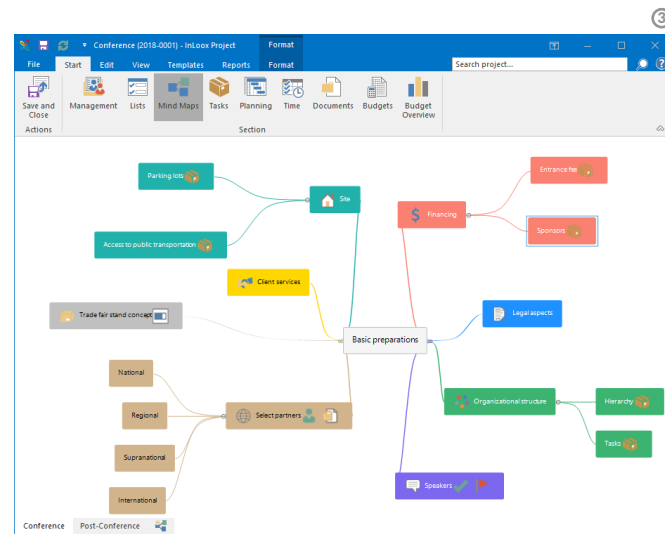 ③
Conference (2018-0001) - InLoox Project
Format
File Start Edit View Templates Reports Format
Search project...
Save and Close
Management
Lists
Mind Maps
Tasks
Planning
Time
Documents
Budgets
Budget Overview
Actions
Section
Parking lots
Entrance fee
Site
Financing
Sponsors
Access to public transportation
Client services
Trade fair stand concept
Legal aspects
Basic preparations
National
Organizational structure
Hierarchy
Regional
Select partners
Tasks
Supranational
Speakers
International
Conference Post-Conference